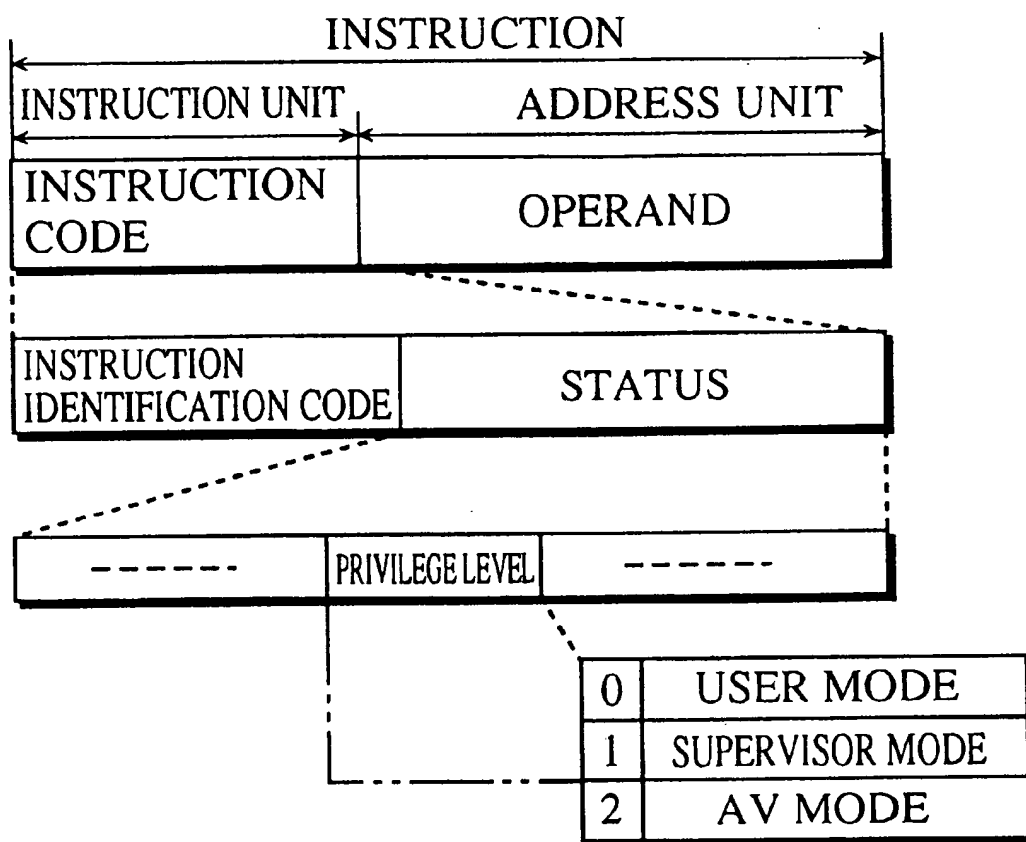 INSTRUCTION
INSTRUCTION UNIT
ADDRESS UNIT
INSTRUCTION
CODE
OPERAND
INSTRUCTION
IDENTIFICATION CODE
STATUS
PRIVILEGE LEVEL
0 USER MODE
1 SUPERVISOR MODE
2 AV MODE